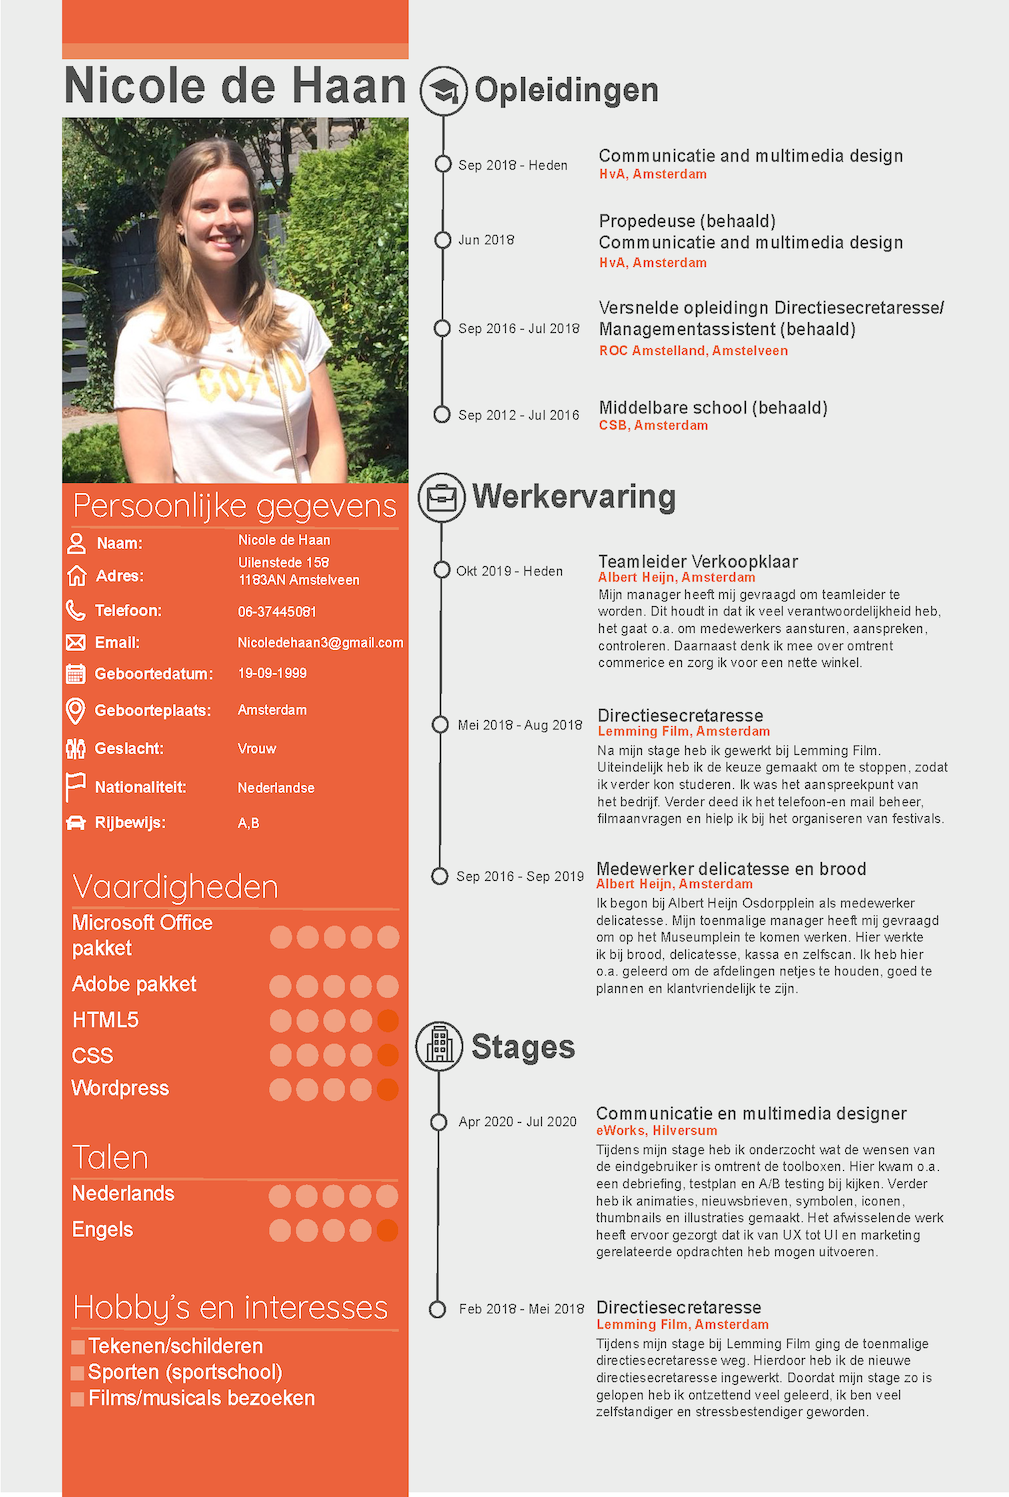 Nicole de Haan
Persoonlijke gegevens
Naam: Nicole de Haan
Adres: Uilenstede 158
1183AN Amstelveen
Telefoon: 06-37445081
Email: Nicoledehaan3@gmail.com
Geboortedatum: 19-09-1999
Geboorteplaats: Amsterdam
Geslacht: Vrouw
Nationaliteit: Nederlandse
Rijbewijs: A,B
Vaardigheden
Microsoft Office
pakket
Adobe pakket
HTML5
CSS
Wordpress
Talen
Nederlands
Engels
Hobby's en interesses
Tekenen/schilderen
Sporten (sportschool)
Films/musicals bezoeken
Opleidingen
Sep 2018 - Heden
Communicatie and multimedia design
HvA, Amsterdam
Jun 2018
Propedeuse (behaald)
Communicatie and multimedia design
HvA, Amsterdam
Sep 2016 - Jul 2018
Versnelde opleidingn Directiesecretaresse/
Managementassistent (behaald)
ROC Amstelland, Amstelveen
Sep 2012 - Jul 2016
Middelbare school (behaald)
CSB, Amsterdam
Werkervaring
Okt 2019 - Heden
Teamleider Verkoopklaar
Albert Heijn, Amsterdam
Mijn manager heeft mij gevraagd om teamleider te
worden. Dit houdt in dat ik veel verantwoordelijkheid heb,
het gaat o.a. om medewerkers aansturen, aanspreken,
controleren. Daarnaast denk ik mee over omtrent
commerice en zorg ik voor een nette winkel.
Mei 2018 - Aug 2018
Directiesecretaresse
Lemming Film, Amsterdam
Na mijn stage heb ik gewerkt bij Lemming Film.
Uiteindelijk heb ik de keuze gemaakt om te stoppen, zodat
ik verder kon studeren. Ik was het aanspreekpunt van
het bedrijf. Verder deed ik het telefoon-en mail beheer,
filmaanvragen en hielp ik bij het organiseren van festivals.
Sep 2016 - Sep 2019
Medewerker delicatesse en brood
Albert Heijn, Amsterdam
Ik begon bij Albert Heijn Osdorpplein als medewerker
delicatesse. Mijn toenmalige manager heeft mij gevraagd
om op het Museumplein te komen werken. Hier werkte
ik bij brood, delicatesse, kassa en zelfscan. Ik heb hier
o.a. geleerd om de afdelingen netjes te houden, goed te
plannen en klantvriendelijk te zijn.
Stages
Apr 2020 - Jul 2020
Communicatie en multimedia designer
eWorks, Hilversum
Tijdens mijn stage heb ik onderzocht wat de wensen van
de eindgebruiker is omtrent de toolboxen. Hier kwam o.a.
een debriefing, testplan en A/B testing bij kijken. Verder
heb ik animaties, nieuwsbrieven, symbolen, iconen,
thumbnails en illustraties gemaakt. Het afwisselende werk
heeft ervoor gezorgt dat ik van UX tot UI en marketing
gerelateerde opdrachten heb mogen uitvoeren.
Feb 2018 - Mei 2018
Directiesecretaresse
Lemming Film, Amsterdam
Tijdens mijn stage bij Lemming Film ging de toenmalige
directiesecretaresse weg. Hierdoor heb ik de nieuwe
directiesecretaresse ingewerkt. Doordat mijn stage zo is
gelopen heb ik ontzettend veel geleerd, ik ben veel
zelfstandiger en stressbestendiger geworden.